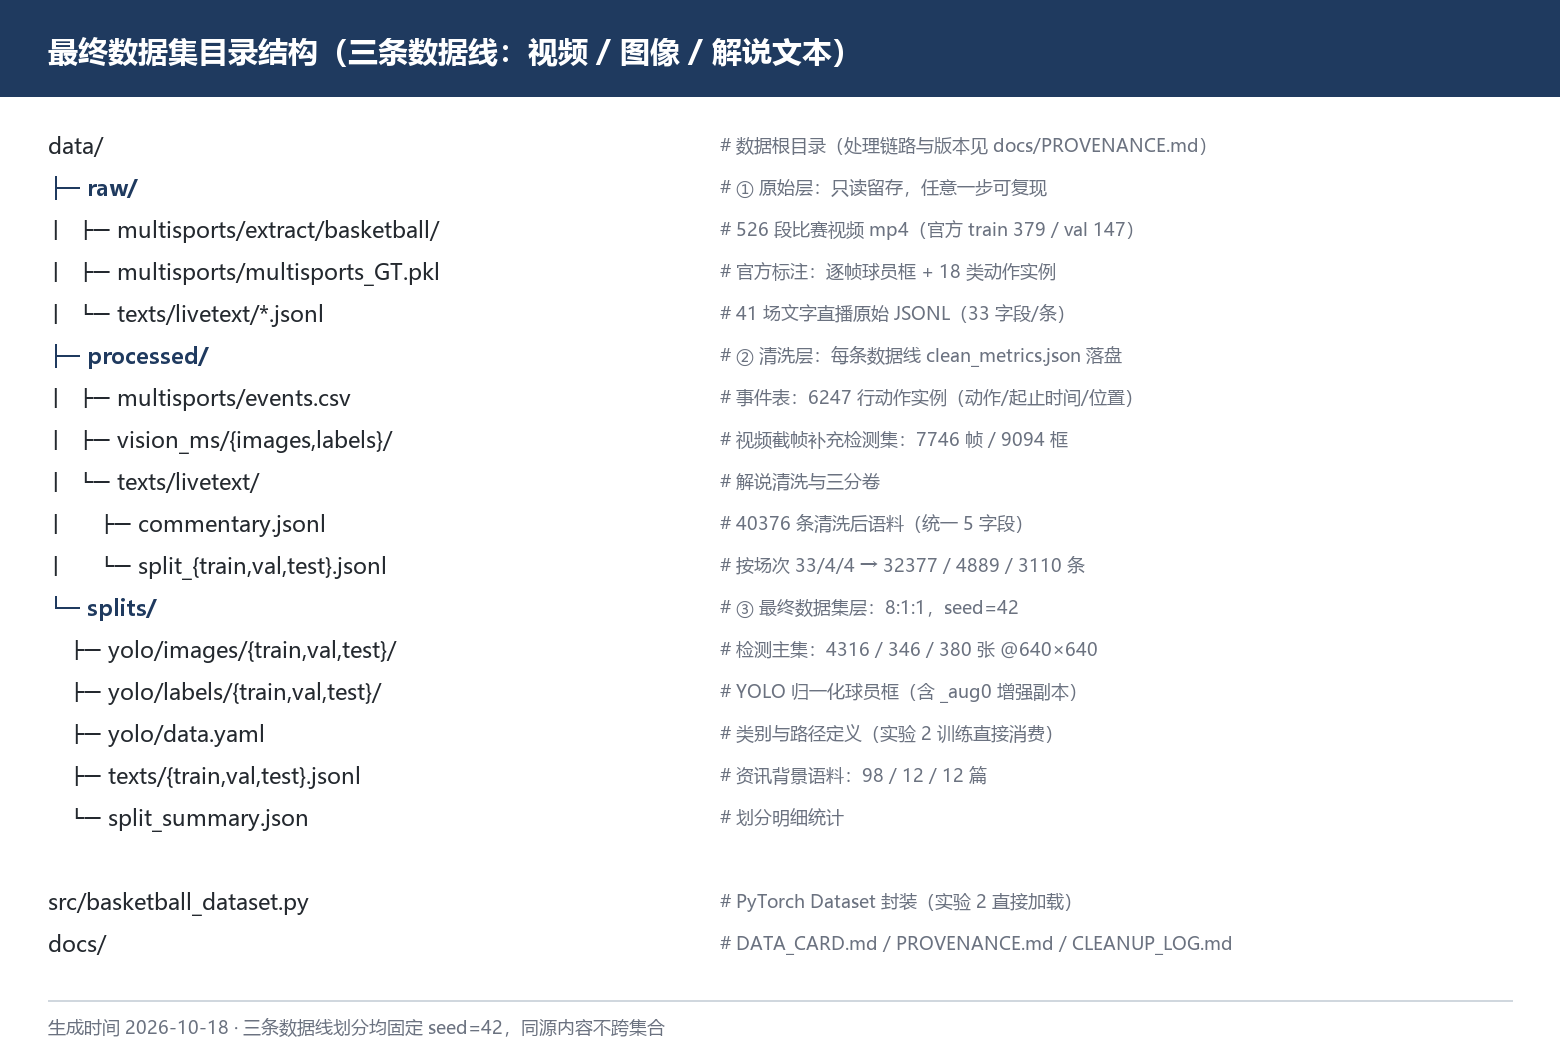 最终数据集目录结构（三条数据线：视频 / 图像 / 解说文本）
data/ # 数据根目录（处理链路与版本见 docs/PROVENANCE.md）
├─ raw/ # ① 原始层：只读留存，任意一步可复现
│ ├─ multisports/extract/basketball/ # 526 段比赛视频 mp4（官方 train 379 / val 147）
│ ├─ multisports/multisports_GT.pkl # 官方标注：逐帧球员框 + 18 类动作实例
│ └─ texts/livetext/*.jsonl # 41 场文字直播原始 JSONL（33 字段/条）
├─ processed/ # ② 清洗层：每条数据线 clean_metrics.json 落盘
│ ├─ multisports/events.csv # 事件表：6247 行动作实例（动作/起止时间/位置）
│ ├─ vision_ms/{images,labels}/ # 视频截帧补充检测集：7746 帧 / 9094 框
│ └─ texts/livetext/ # 解说清洗与三分卷
│ ├─ commentary.jsonl # 40376 条清洗后语料（统一 5 字段）
│ └─ split_{train,val,test}.jsonl # 按场次 33/4/4 → 32377 / 4889 / 3110 条
└─ splits/ # ③ 最终数据集层：8:1:1，seed=42
├─ yolo/images/{train,val,test}/ # 检测主集：4316 / 346 / 380 张 @640×640
├─ yolo/labels/{train,val,test}/ # YOLO 归一化球员框（含 _aug0 增强副本）
├─ yolo/data.yaml # 类别与路径定义（实验 2 训练直接消费）
├─ texts/{train,val,test}.jsonl # 资讯背景语料：98 / 12 / 12 篇
└─ split_summary.json # 划分明细统计
src/basketball_dataset.py # PyTorch Dataset 封装（实验 2 直接加载）
docs/ # DATA_CARD.md / PROVENANCE.md / CLEANUP_LOG.md
生成时间 2026-10-18 · 三条数据线划分均固定 seed=42，同源内容不跨集合